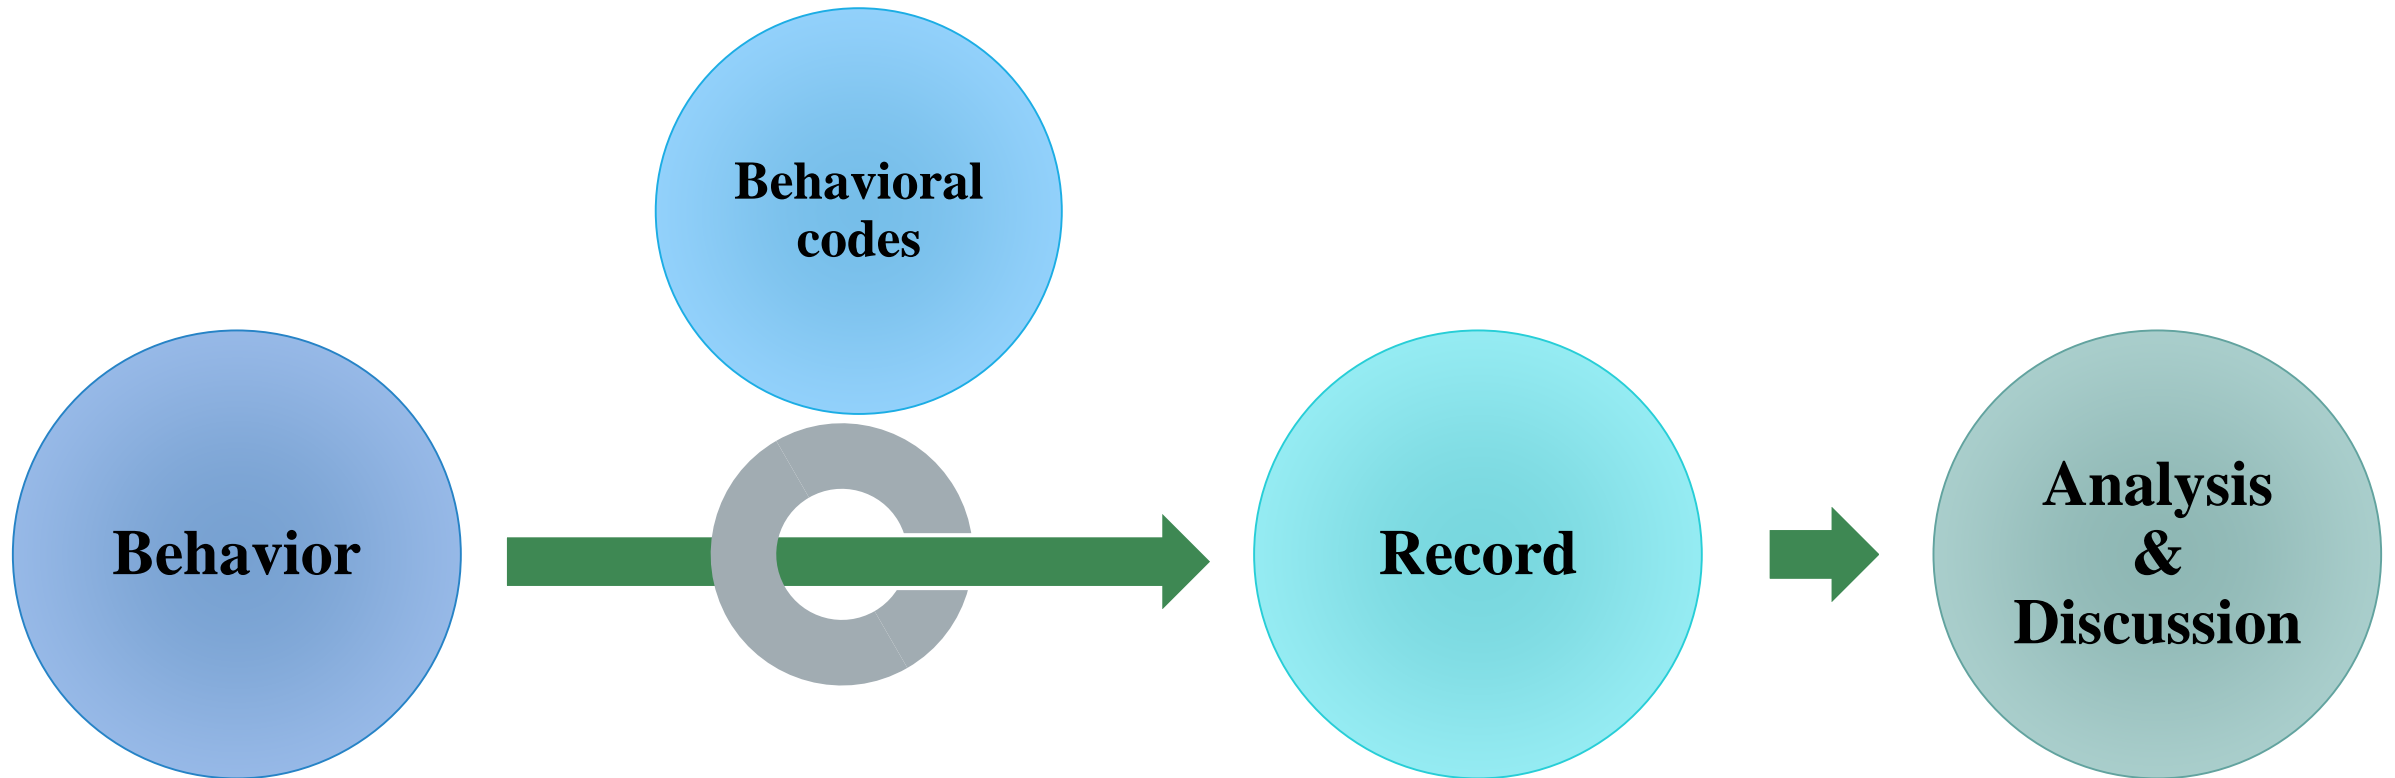 Behavioral
codes
Behavior
Record
Analysis
&
Discussion